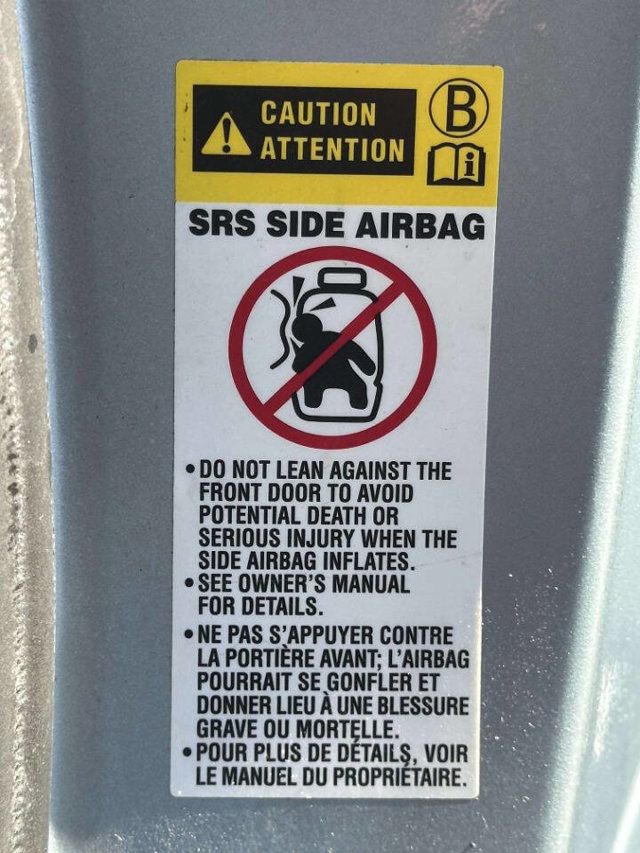 CAUTION
ATTENTION
B
i
SRS SIDE AIRBAG
• DO NOT LEAN AGAINST THE
FRONT DOOR TO AVOID
POTENTIAL DEATH OR
SERIOUS INJURY WHEN THE
SIDE AIRBAG INFLATES.
• SEE OWNER'S MANUAL
FOR DETAILS.
• NE PAS S'APPUYER CONTRE
LA PORTIÈRE AVANT; L'AIRBAG
POURRAIT SE GONFLER ET
DONNER LIEU À UNE BLESSURE
GRAVE OU MORTELLE.
• POUR PLUS DE DÉTAILS, VOIR
LE MANUEL DU PROPRIÉTAIRE.